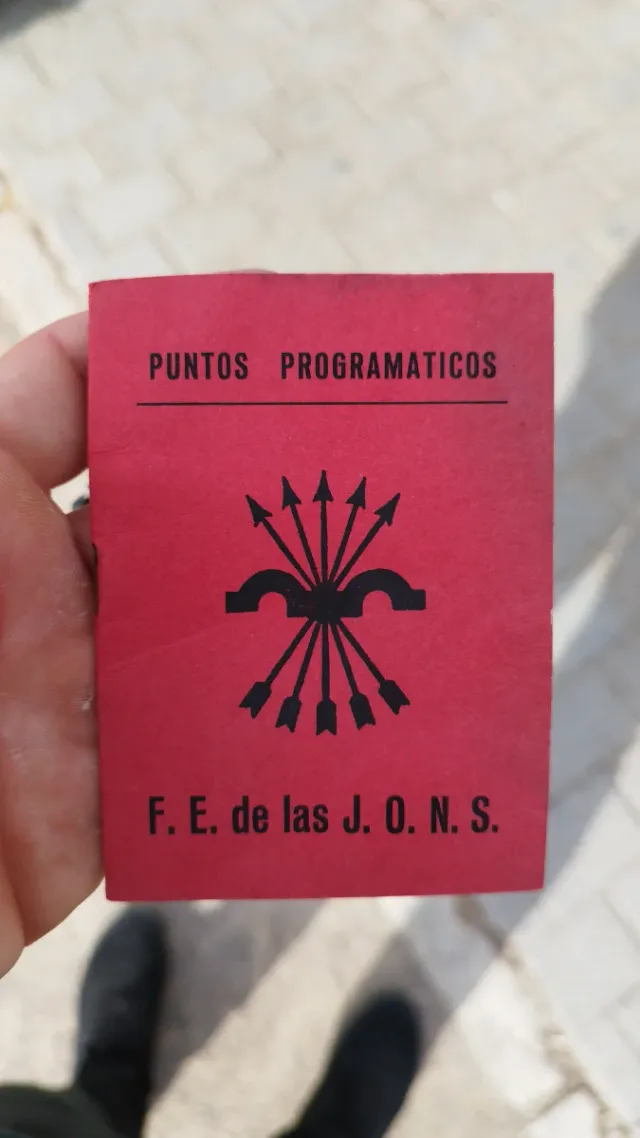 PUNTOS PROGRAMATICOS
F. E. de las J. O. N. S.